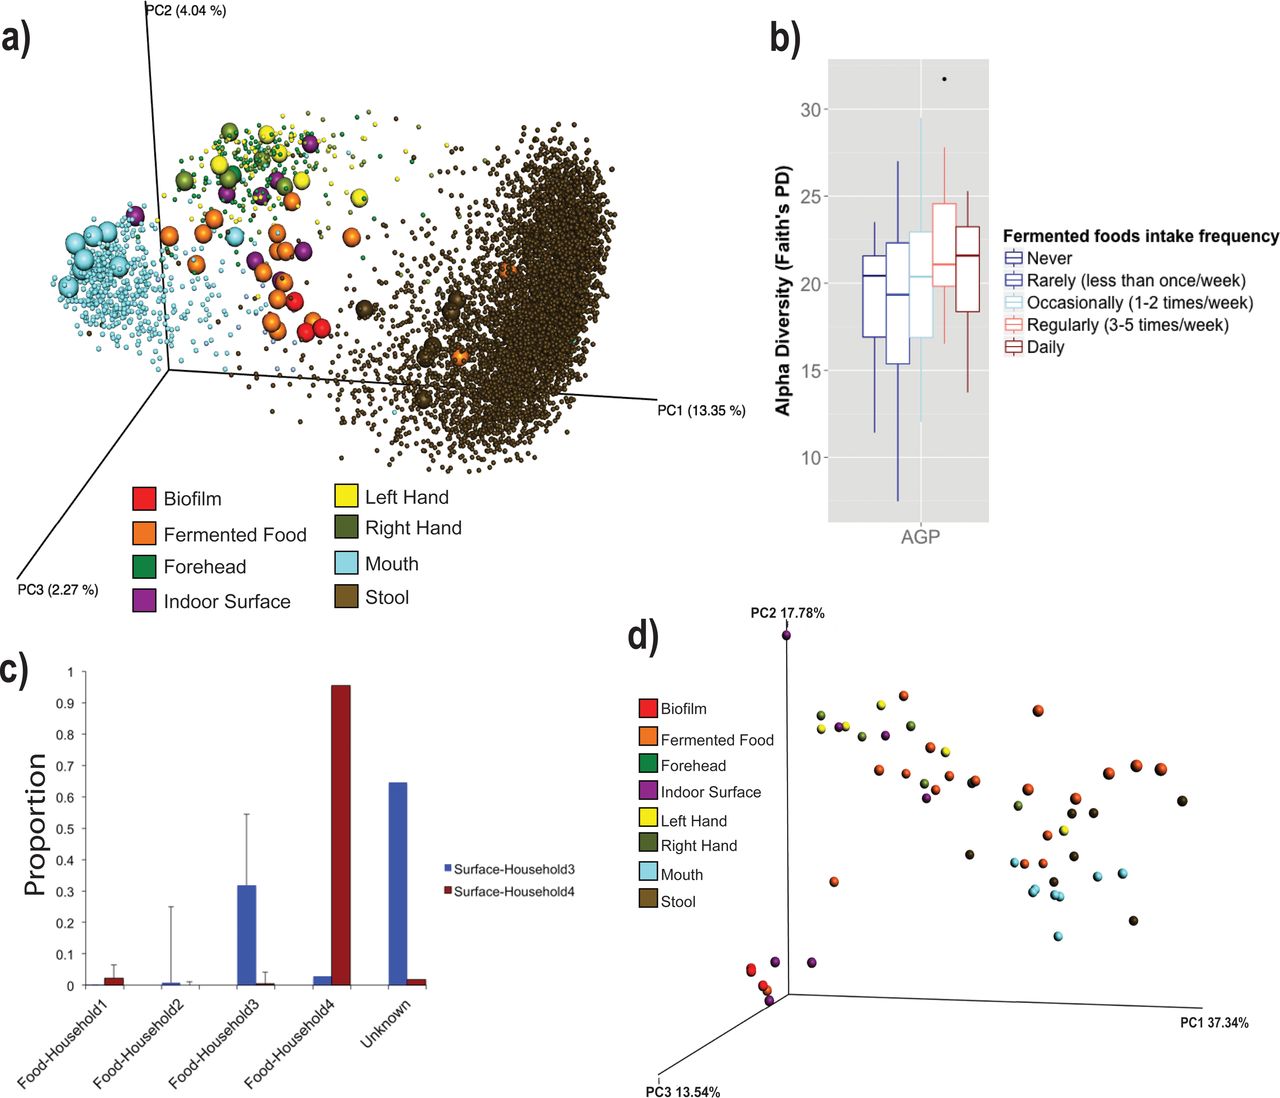 a)
PC2 (4.04 %)
PC1 (13.35 %)
PC3 (2.27 %)
Biofilm
Fermented Food
Forehead
Indoor Surface
Left Hand
Right Hand
Mouth
Stool
b)
Alpha Diversity (Faith's PD)
30
25
20
15
10
AGP
Fermented foods intake frequency
Never
Rarely (less than once/week)
Occasionally (1-2 times/week)
Regularly (3-5 times/week)
Daily
c)
Proportion
1
0.9
0.8
0.7
0.6
0.5
0.4
0.3
0.2
0.1
0
Food-Household1
Food-Household2
Food-Household3
Food-Household4
Unknown
Surface-Household3
Surface-Household4
d)
PC2 17.78%
Biofilm
Fermented Food
Forehead
Indoor Surface
Left Hand
Right Hand
Mouth
Stool
PC1 37.34%
PC3 13.54%